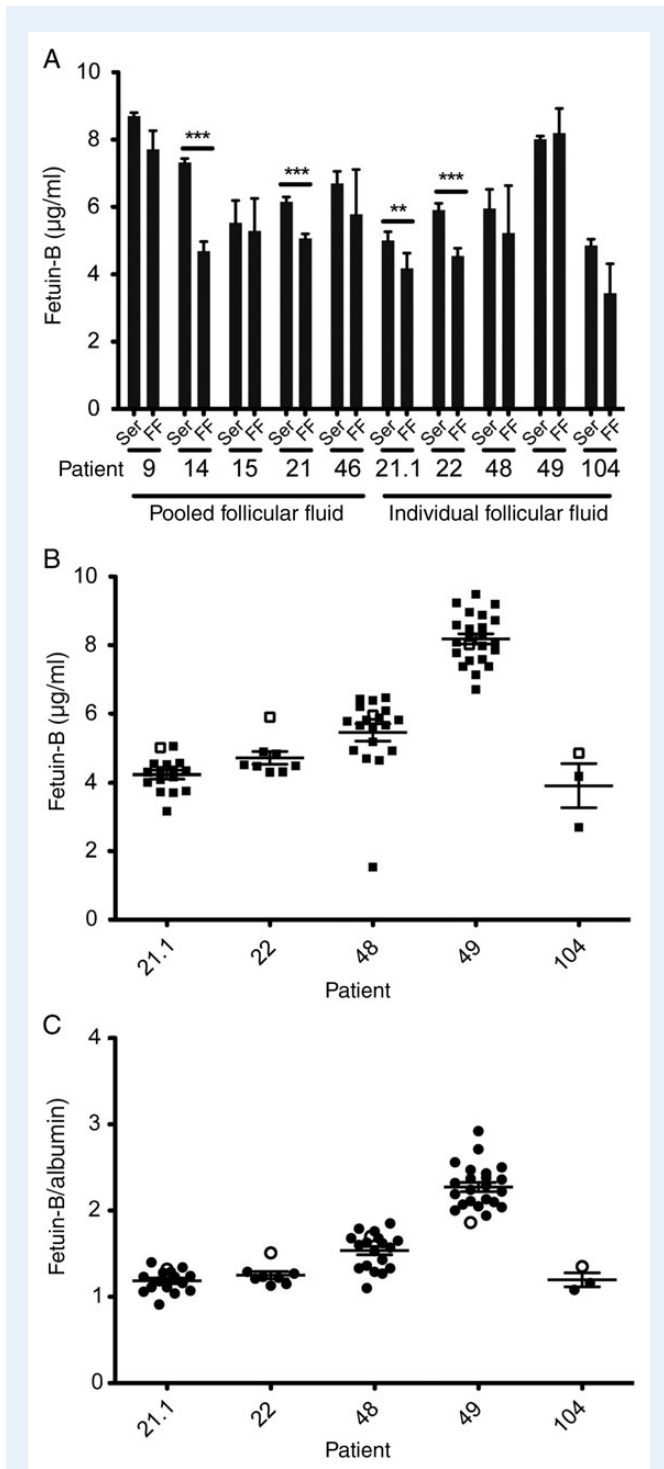 A
10
8
6
4
2
0
Fetuin-B (µg/ml)
*** *** ** ***
Ser FF Ser FF Ser FF Ser FF Ser FF Ser FF Ser FF Ser FF Ser FF Ser FF
Patient 9 14 15 21 46 21.1 22 48 49 104
Pooled follicular fluid Individual follicular fluid
B
10
8
6
4
2
0
Fetuin-B (µg/ml)
21.1 22 48 49 104
Patient
C
4
3
2
1
0
Fetuin-B/albumin)
21.1 22 48 49 104
Patient